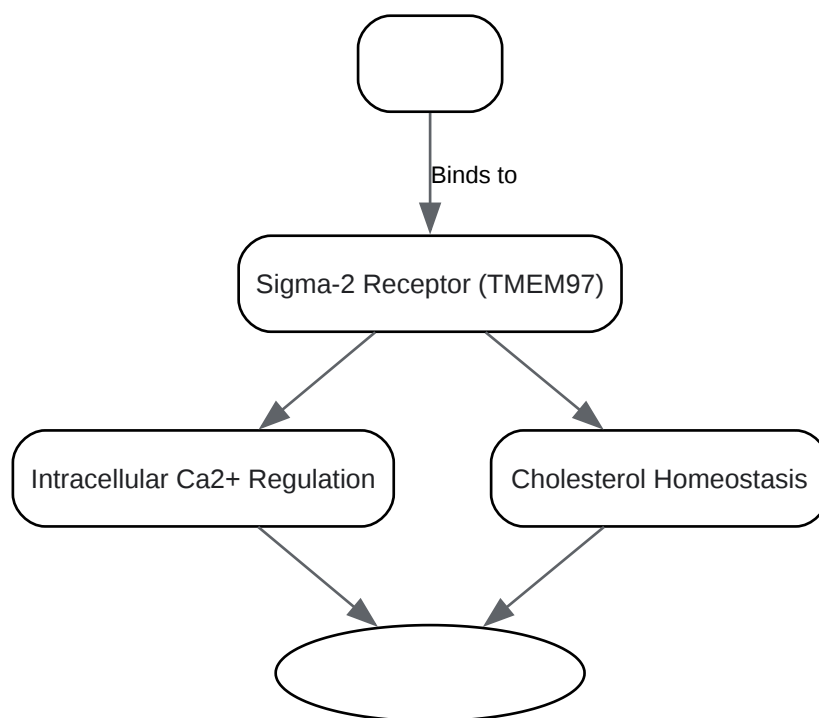 Binds to
Sigma-2 Receptor (TMEM97)
Intracellular Ca2+ Regulation
Cholesterol Homeostasis